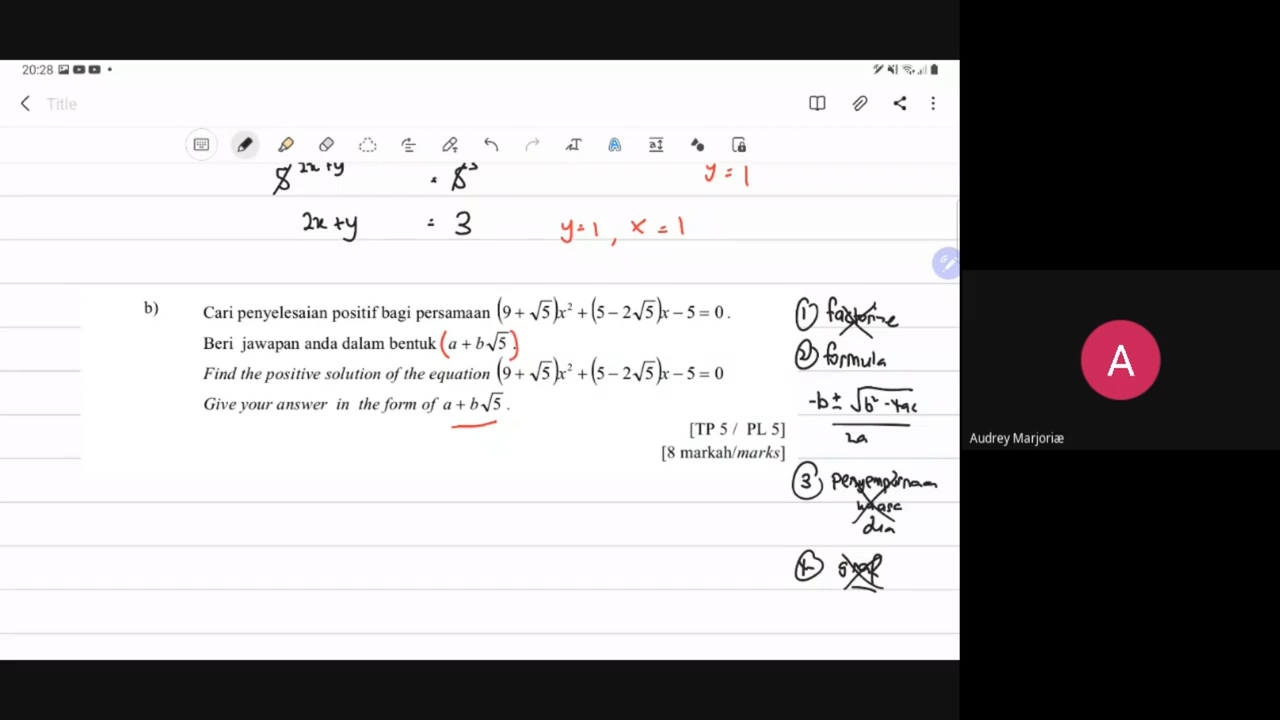 20:28
Title
8^2x+y = 8^3
y = 1
2x+y = 3
y=1, x = 1
b) Cari penyelesaian positif bagi persamaan (9 + √5)x² + (5 − 2√5)x − 5 = 0.
Beri jawapan anda dalam bentuk (a + b√5).
Find the positive solution of the equation (9 + √5)x² + (5 − 2√5)x − 5 = 0
Give your answer in the form of a + b√5.
[TP 5 / PL 5]
[8 markah/marks]
① factorise
② formula
-b ± √b² - 4ac
2a
③ Penyempurnaan
kuasa
dua
④ graf
A
Audrey Marjoriæ